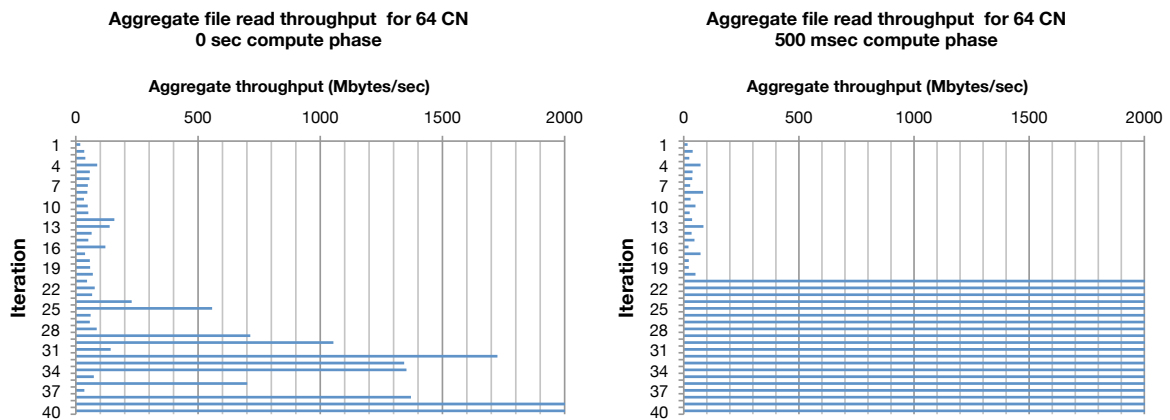 Aggregate file read throughput for 64 CN
0 sec compute phase
Aggregate throughput (Mbytes/sec)
0 500 1000 1500 2000
Iteration
1
4
7
10
13
16
19
22
25
28
31
34
37
40
Aggregate file read throughput for 64 CN
500 msec compute phase
Aggregate throughput (Mbytes/sec)
0 500 1000 1500 2000
Iteration
1
4
7
10
13
16
19
22
25
28
31
34
37
40